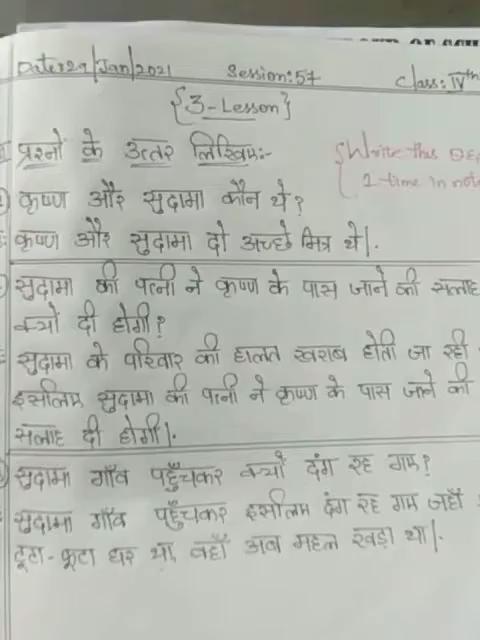 Date:29/Jan/2021 Session:57 Class: IVth
{3-Lesson}
प्रश्नों के उत्तर लिखिए:-
{Write this
1-time in note
कृष्ण और सुदामा कौन थे?
कृष्ण और सुदामा दो अच्छे मित्र थे।
सुदामा की पत्नी ने कृष्ण के पास जाने की सलाह
क्यों दी होगी?
सुदामा के परिवार की हालत खराब होती जा रही
इसलिए सुदामा की पत्नी ने कृष्ण के पास जाने की
सलाह दी होगी।
सुदामा गाँव पहुँचकर क्यों दंग रह गए?
सुदामा गाँव पहुँचकर इसलिए दंग रह गए जहाँ
टूटा-फूटा घर था, वहाँ अब महल खड़ा था।